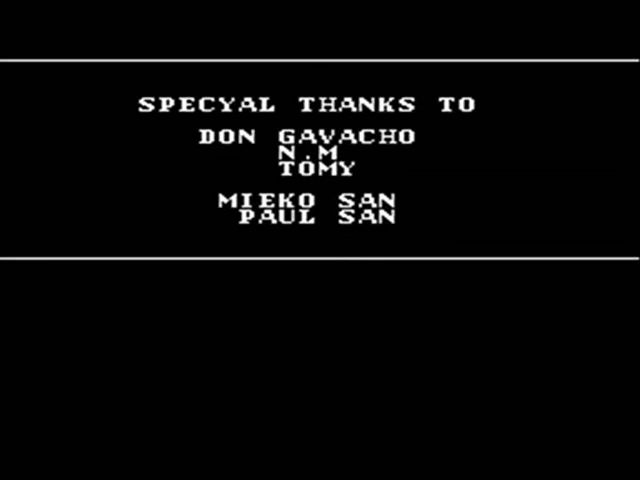 SPECYAL THANKS TO
DON GAVACHO
N.M
TOMY
MIEKO SAN
PAUL SAN